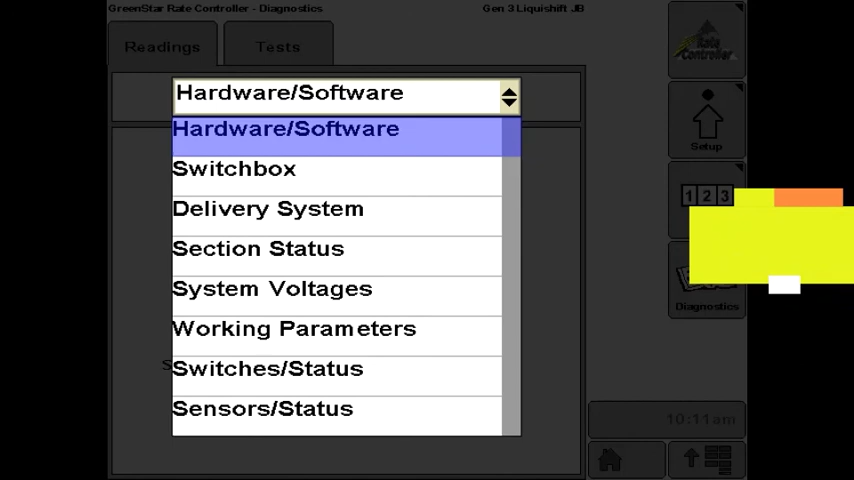 GreenStar Rate Controller - Diagnostics
Gen 3 Liquishift JB
Readings
Tests
Rate
Controller
Hardware/Software
Hardware/Software
Switchbox
Setup
Delivery System
1 2 3
Section Status
System Voltages
Diagnostics
Working Parameters
Switches/Status
Sensors/Status
10:11am